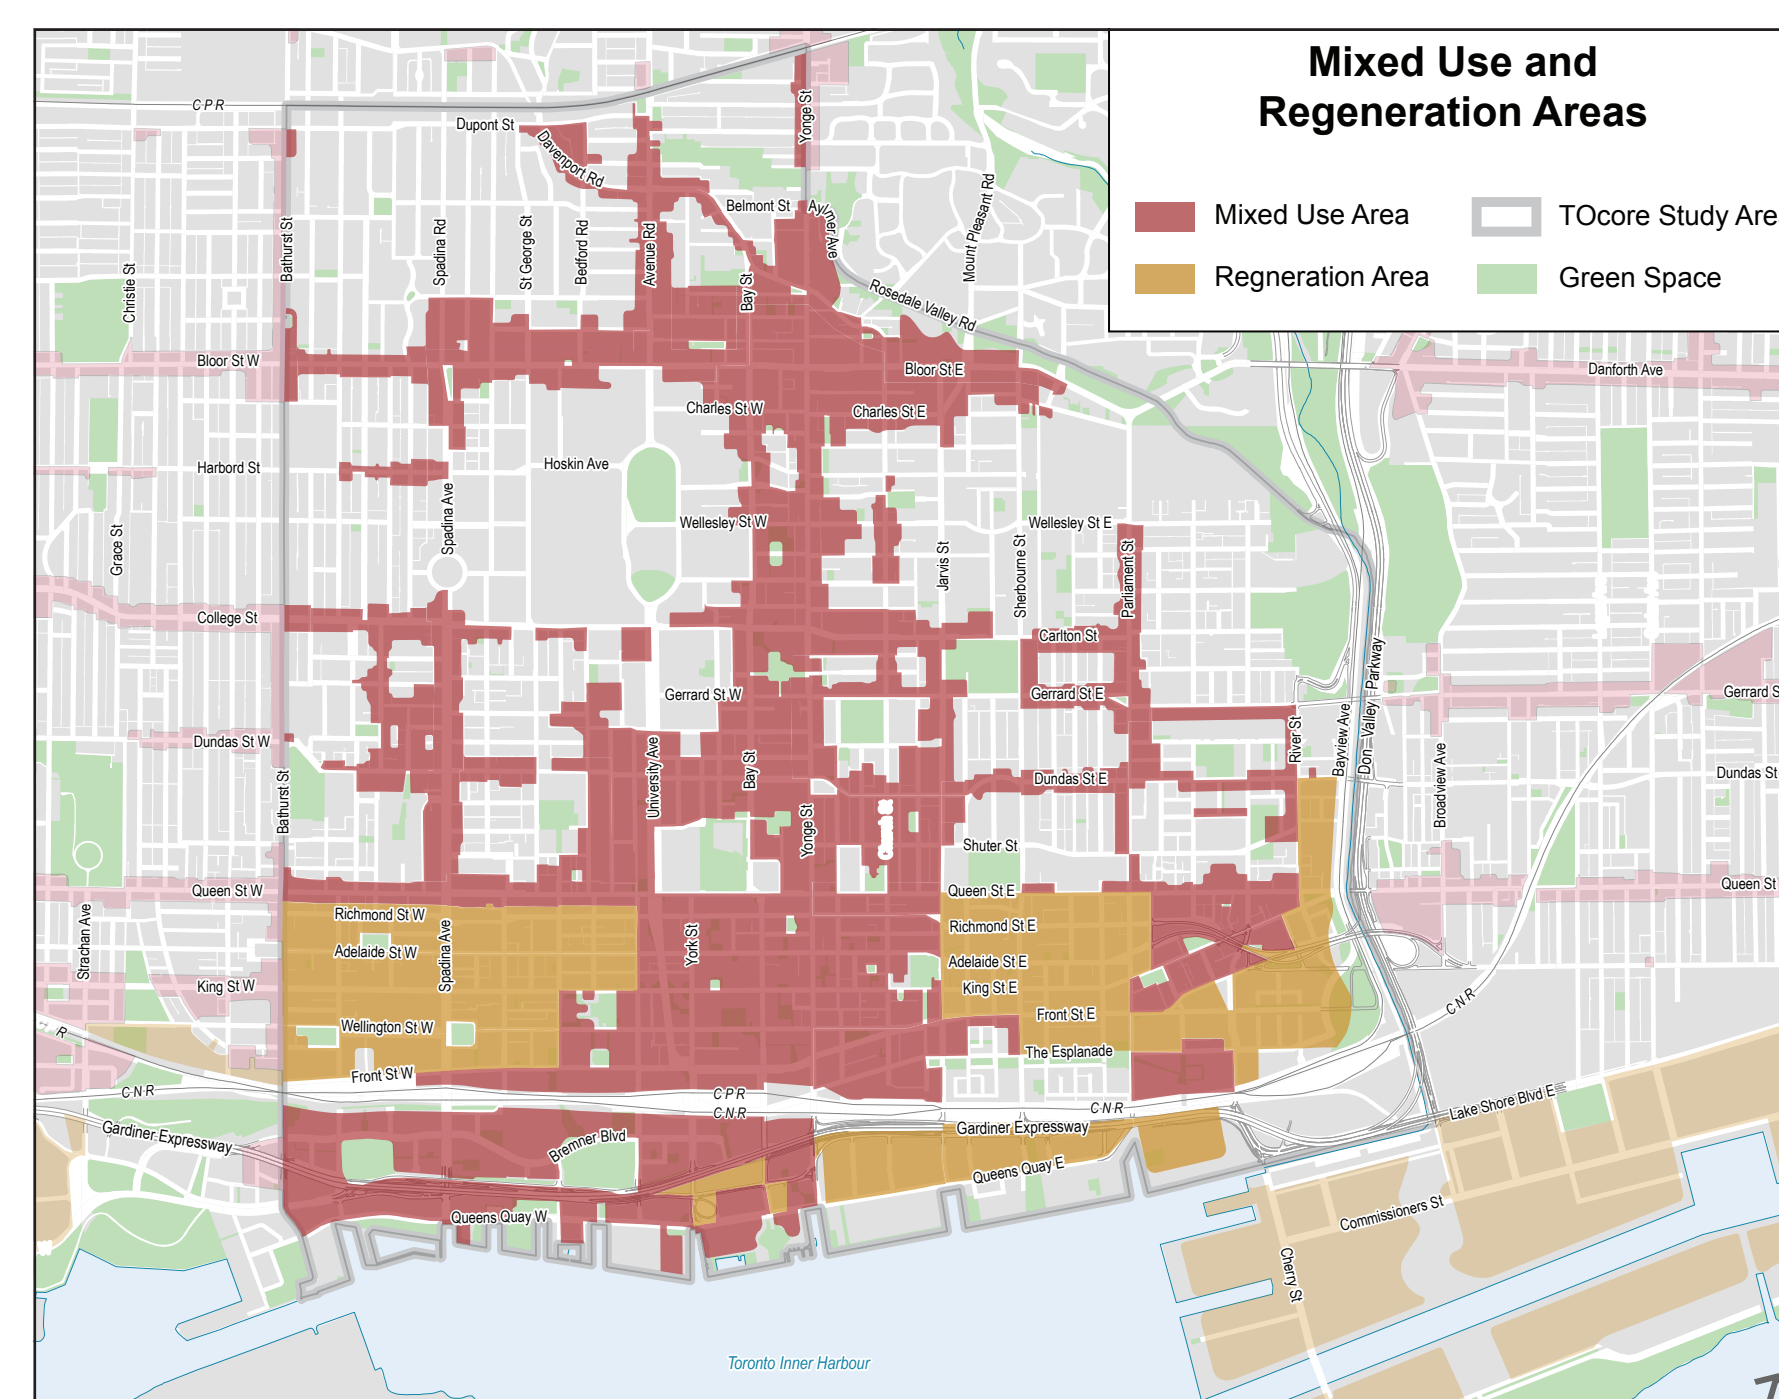 Mixed Use and
Regeneration Areas
Mixed Use Area
TOcore Study Area
Regneration Area
Green Space
CPR
Dupont St
Davenport Rd
Yonge St
Belmont St
Aylmer Ave
Mount Pleasant Rd
Bathurst St
Spadina Rd
St George St
Bedford Rd
Avenue Rd
Bay St
Christie St
Rosedale Valley Rd
Bloor St W
Bloor St E
Danforth Ave
Charles St W
Charles St E
Harbord St
Hoskin Ave
Grace St
Spadina Ave
Wellesley St W
Wellesley St E
Jarvis St
Sherbourne St
Parliament St
College St
Carlton St
Gerrard St W
Gerrard St E
Gerrard S
Don Valley Parkway
Bayview Ave
River St
Dundas St W
Dundas St E
Dundas St
Bathurst St
University Ave
Bay St
Yonge St
Church St
Broadview Ave
Shuter St
Queen St W
Queen St E
Queen St
Strachan Ave
Richmond St W
Richmond St E
Adelaide St W
Adelaide St E
Spadina Ave
York St
King St W
King St E
Wellington St W
Front St E
The Esplanade
Front St W
R
CNR
CPR
CNR
CNR
CNR
Lake Shore Blvd E
Gardiner Expressway
Gardiner Expressway
Bremner Blvd
Queens Quay E
Queens Quay W
Commissioners St
Cherry St
Toronto Inner Harbour